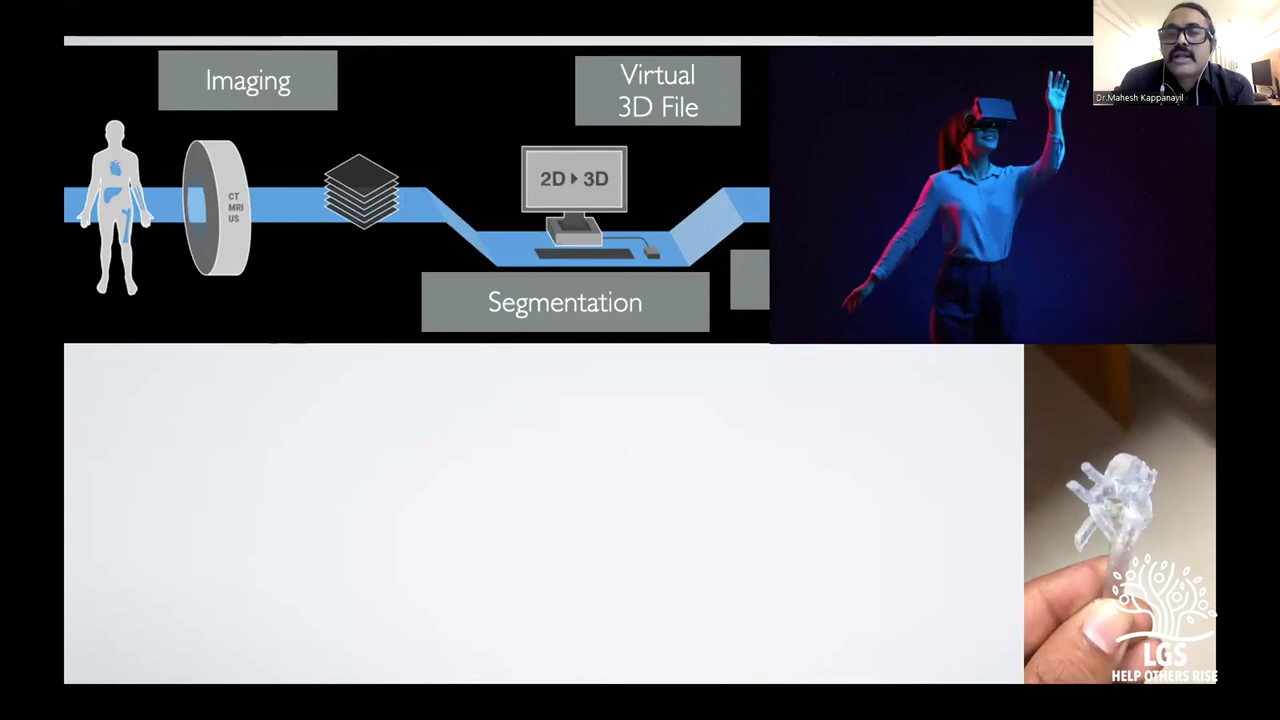 Imaging
Virtual
3D File
Dr.Mahesh Kappanayil
CT
MRI
US
2D ▸ 3D
Segmentation
LGS
HELP OTHERS RISE